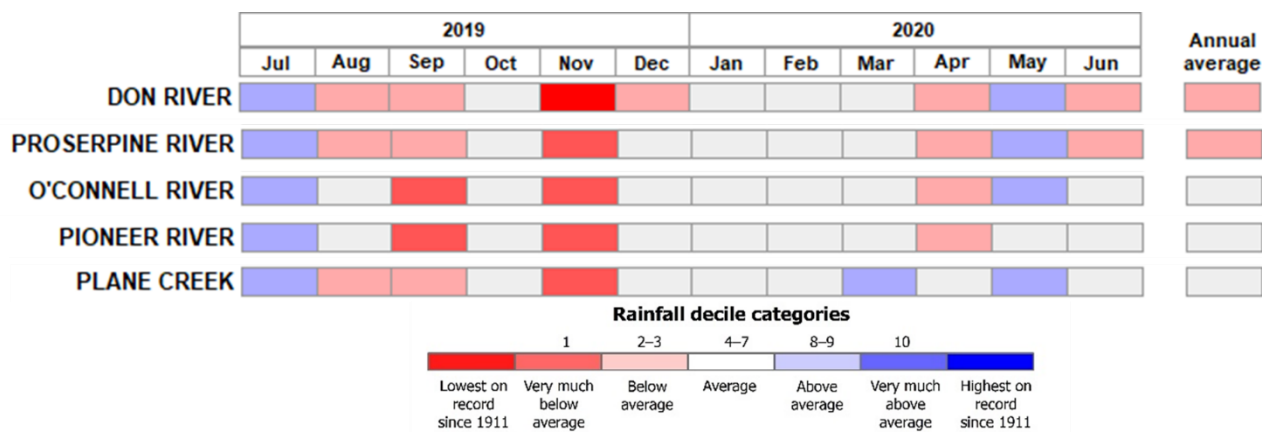 2019 2020
Jul Aug Sep Oct Nov Dec Jan Feb Mar Apr May Jun Annual average
DON RIVER
PROSERPINE RIVER
O'CONNELL RIVER
PIONEER RIVER
PLANE CREEK
Rainfall decile categories
1 2–3 4–7 8–9 10
Lowest on Very much Below Average Above Very much Highest on
record below average average above record
since 1911 average average since 1911